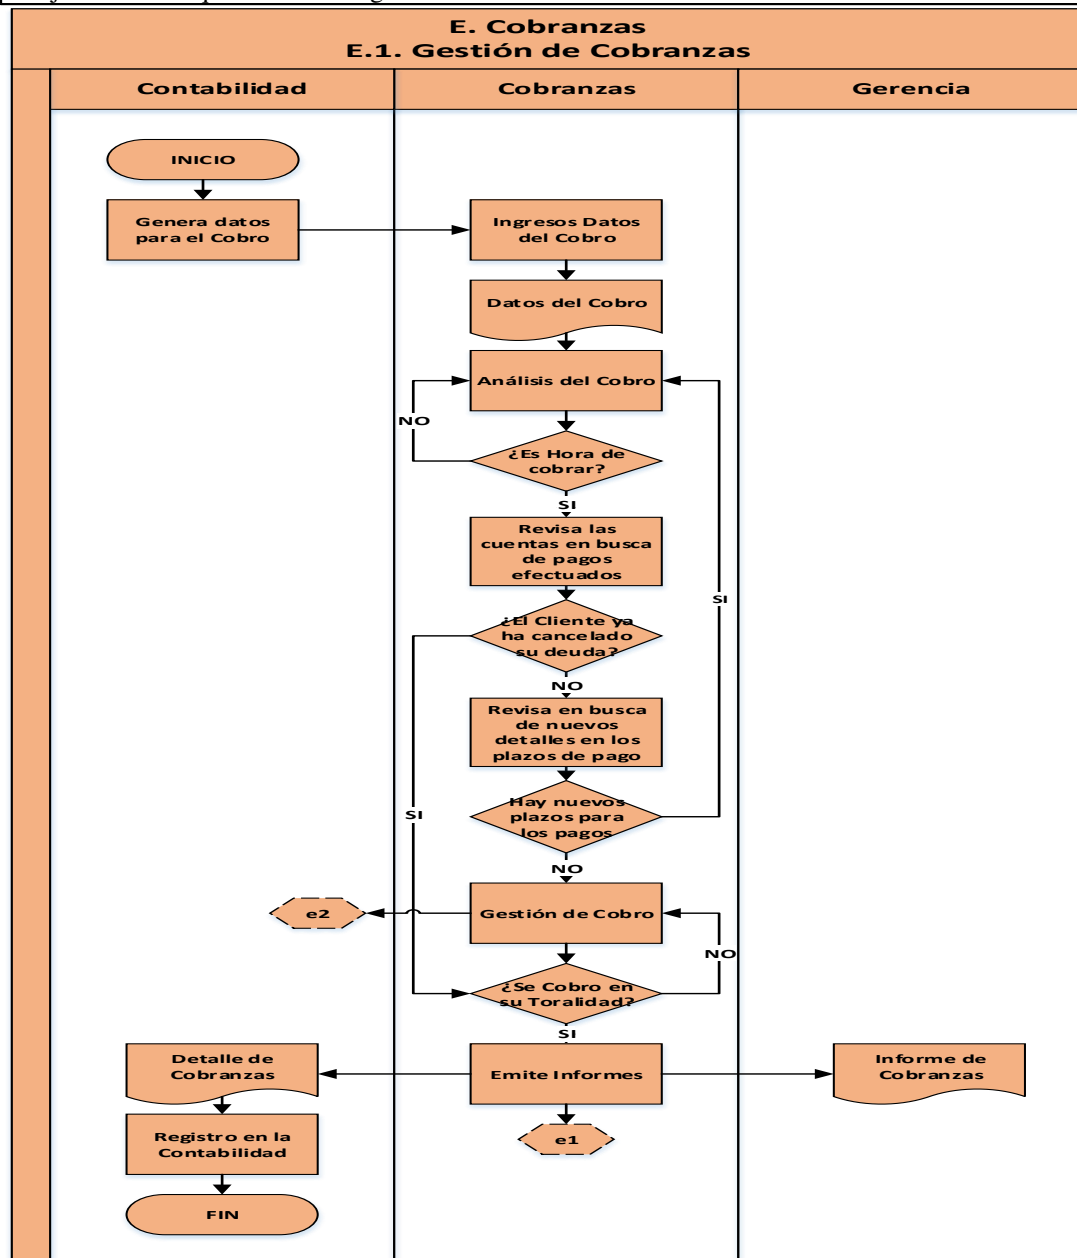 E. Cobranzas
E.1. Gestión de Cobranzas
Contabilidad
Cobranzas
Gerencia
INICIO
Genera datos
para el Cobro
Ingresos Datos
del Cobro
Datos del Cobro
Análisis del Cobro
NO
¿Es Hora de
cobrar?
SI
Revisa las
cuentas en busca
de pagos
efectuados
SI
¿El Cliente ya
ha cancelado
su deuda?
NO
Revisa en busca
de nuevos
detalles en los
plazos de pago
Hay nuevos
plazos para
los pagos
SI
NO
e2
Gestión de Cobro
NO
¿Se Cobro en
su Toralidad?
SI
Detalle de
Cobranzas
Emite Informes
Informe de
Cobranzas
Registro en la
Contabilidad
e1
FIN